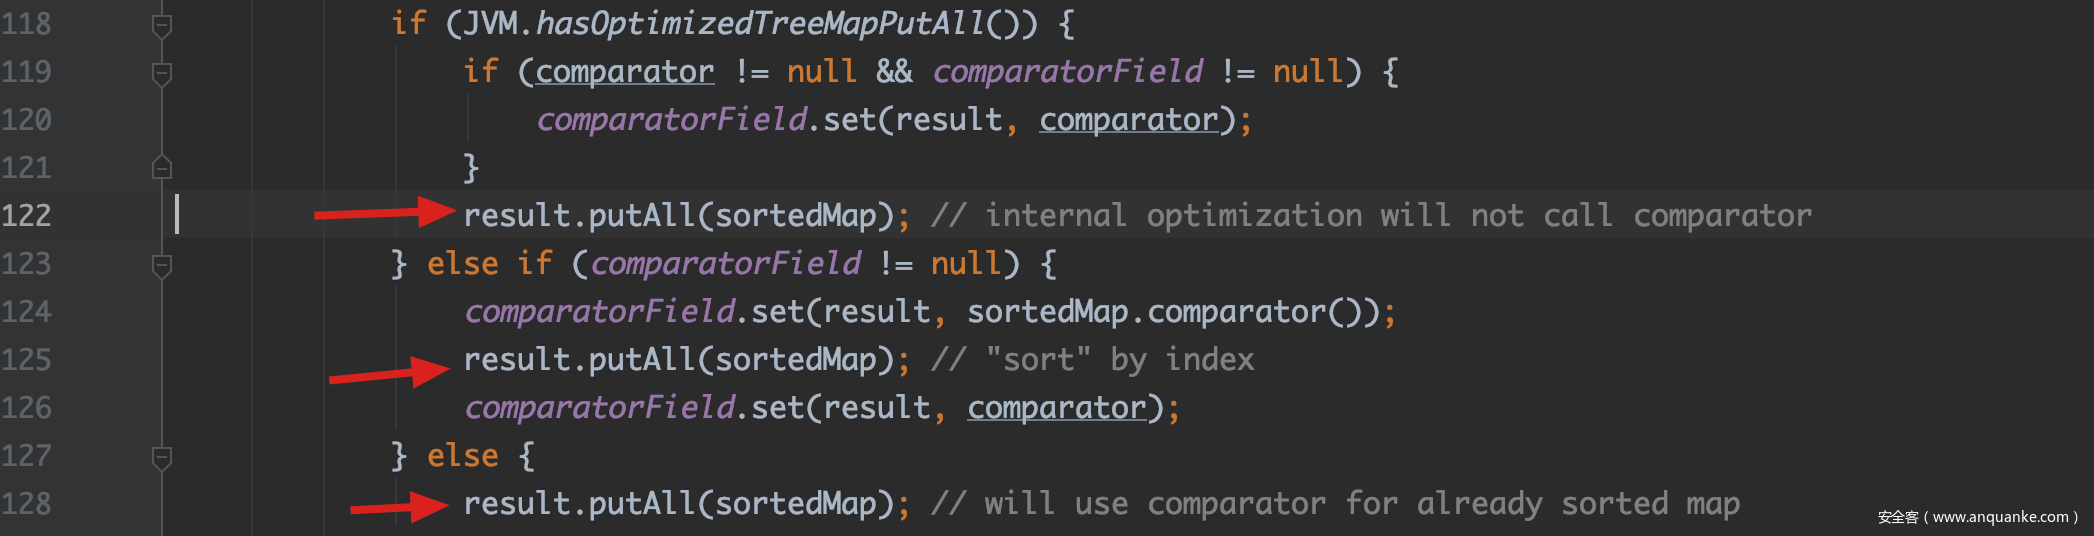 118 if (JVM.hasOptimizedTreeMapPutAll()) {
119 if (comparator != null && comparatorField != null) {
120 comparatorField.set(result, comparator);
121 }
122 result.putAll(sortedMap); // internal optimization will not call comparator
123 } else if (comparatorField != null) {
124 comparatorField.set(result, sortedMap.comparator());
125 result.putAll(sortedMap); // "sort" by index
126 comparatorField.set(result, comparator);
127 } else {
128 result.putAll(sortedMap); // will use comparator for already sorted map
安全客 ( www.anquanke.com )